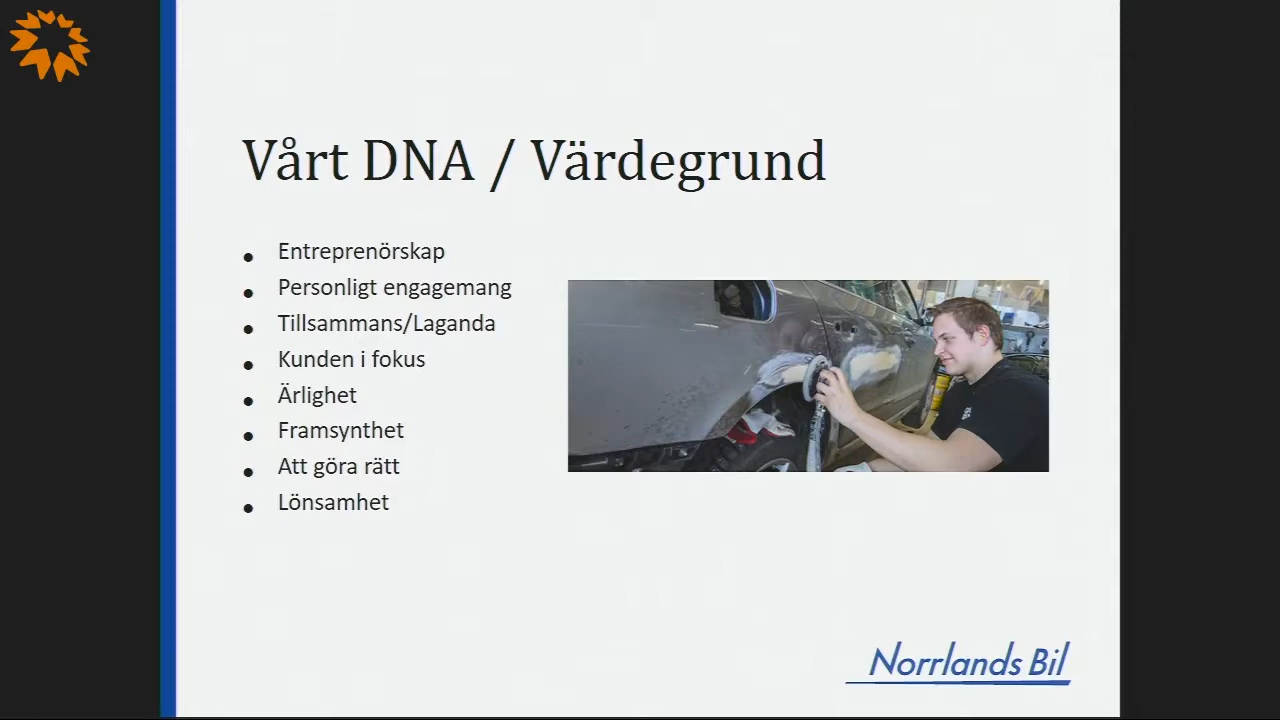 Vårt DNA / Värdegrund
Entreprenörskap
Personligt engagemang
Tillsammans/Laganda
Kunden i fokus
Ärlighet
Framsynthet
Att göra rätt
Lönsamhet
Norrlands Bil